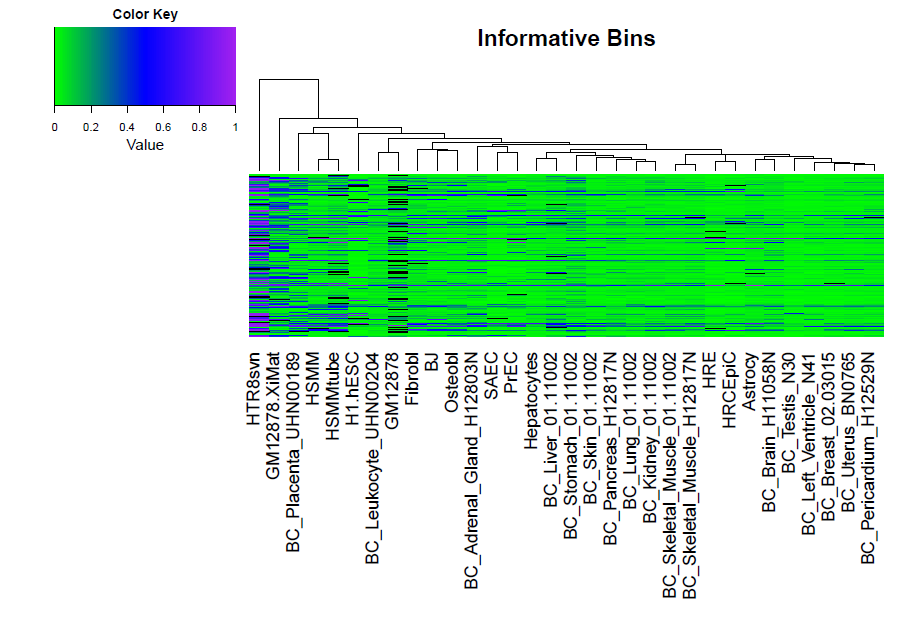 Color Key
0 0.2 0.4 0.6 0.8 1
Value
Informative Bins
HTR8svn
GM12878.XiMat
BC_Placenta_UHN00189
HSMM
HSMMtube
H1.hESC
BC_Leukocyte_UHN00204
GM12878
Fibrobl
BJ
Osteobl
BC_Adrenal_Gland_H12803N
SAEC
PrEC
Hepatocytes
BC_Liver_01.11002
BC_Stomach_01.11002
BC_Skin_01.11002
BC_Pancreas_H12817N
BC_Lung_01.11002
BC_Kidney_01.11002
BC_Skeletal_Muscle_01.11002
BC_Skeletal_Muscle_H12817N
HRE
HRCEpiC
Astrocy
BC_Brain_H11058N
BC_Testis_N30
BC_Left_Ventricle_N41
BC_Breast_02.03015
BC_Uterus_BN0765
BC_Pericardium_H12529N